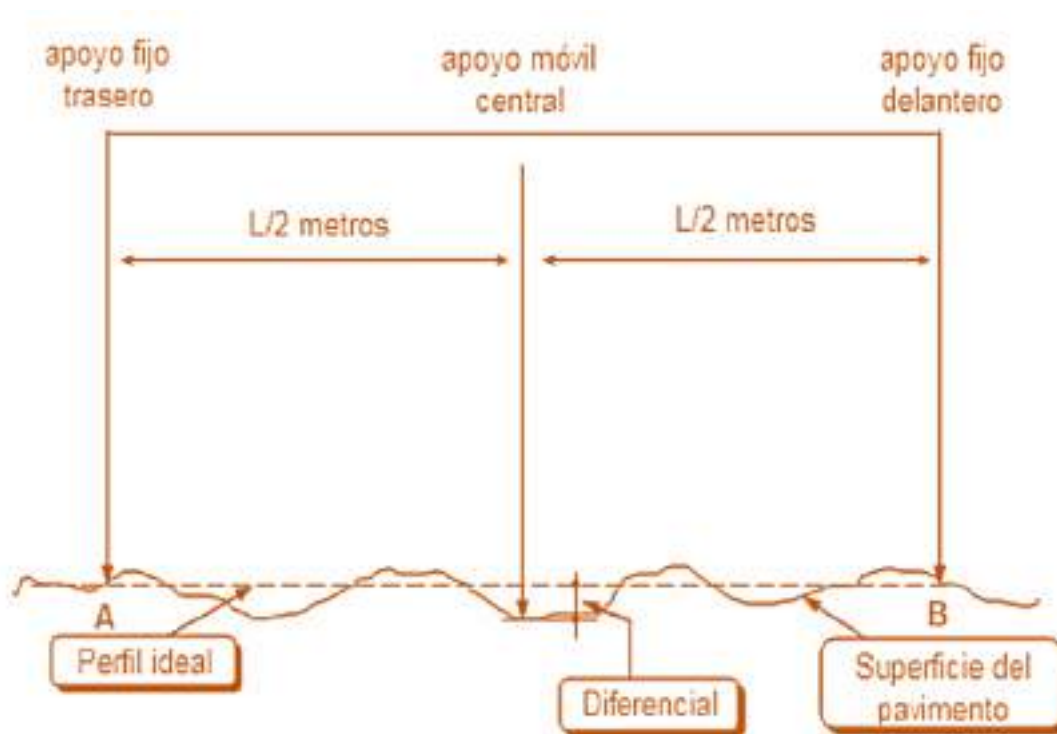 apoyo fijo
trasero
apoyo móvil
central
apoyo fijo
delantero
L/2 metros
L/2 metros
A
B
Perfil ideal
Diferencial
Superficie del
pavimento